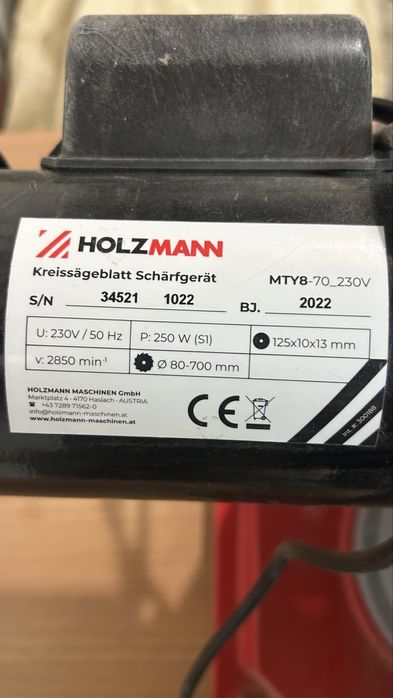 HOLZMANN
Kreissägeblatt Schärfgerät MTY8-70_230V
S/N 34521 1022 BJ. 2022
U: 230V / 50 Hz P: 250 W (S1) 125x10x13 mm
v: 2850 min⁻¹ Ø 80-700 mm
HOLZMANN MASCHINEN GmbH
Marktplatz 4 - 4170 Haslach - AUSTRIA
☎ +43 7289 71562-0
info@holzmann-maschinen.at
www.holzmann-maschinen.at
CE
Int. #: 300188